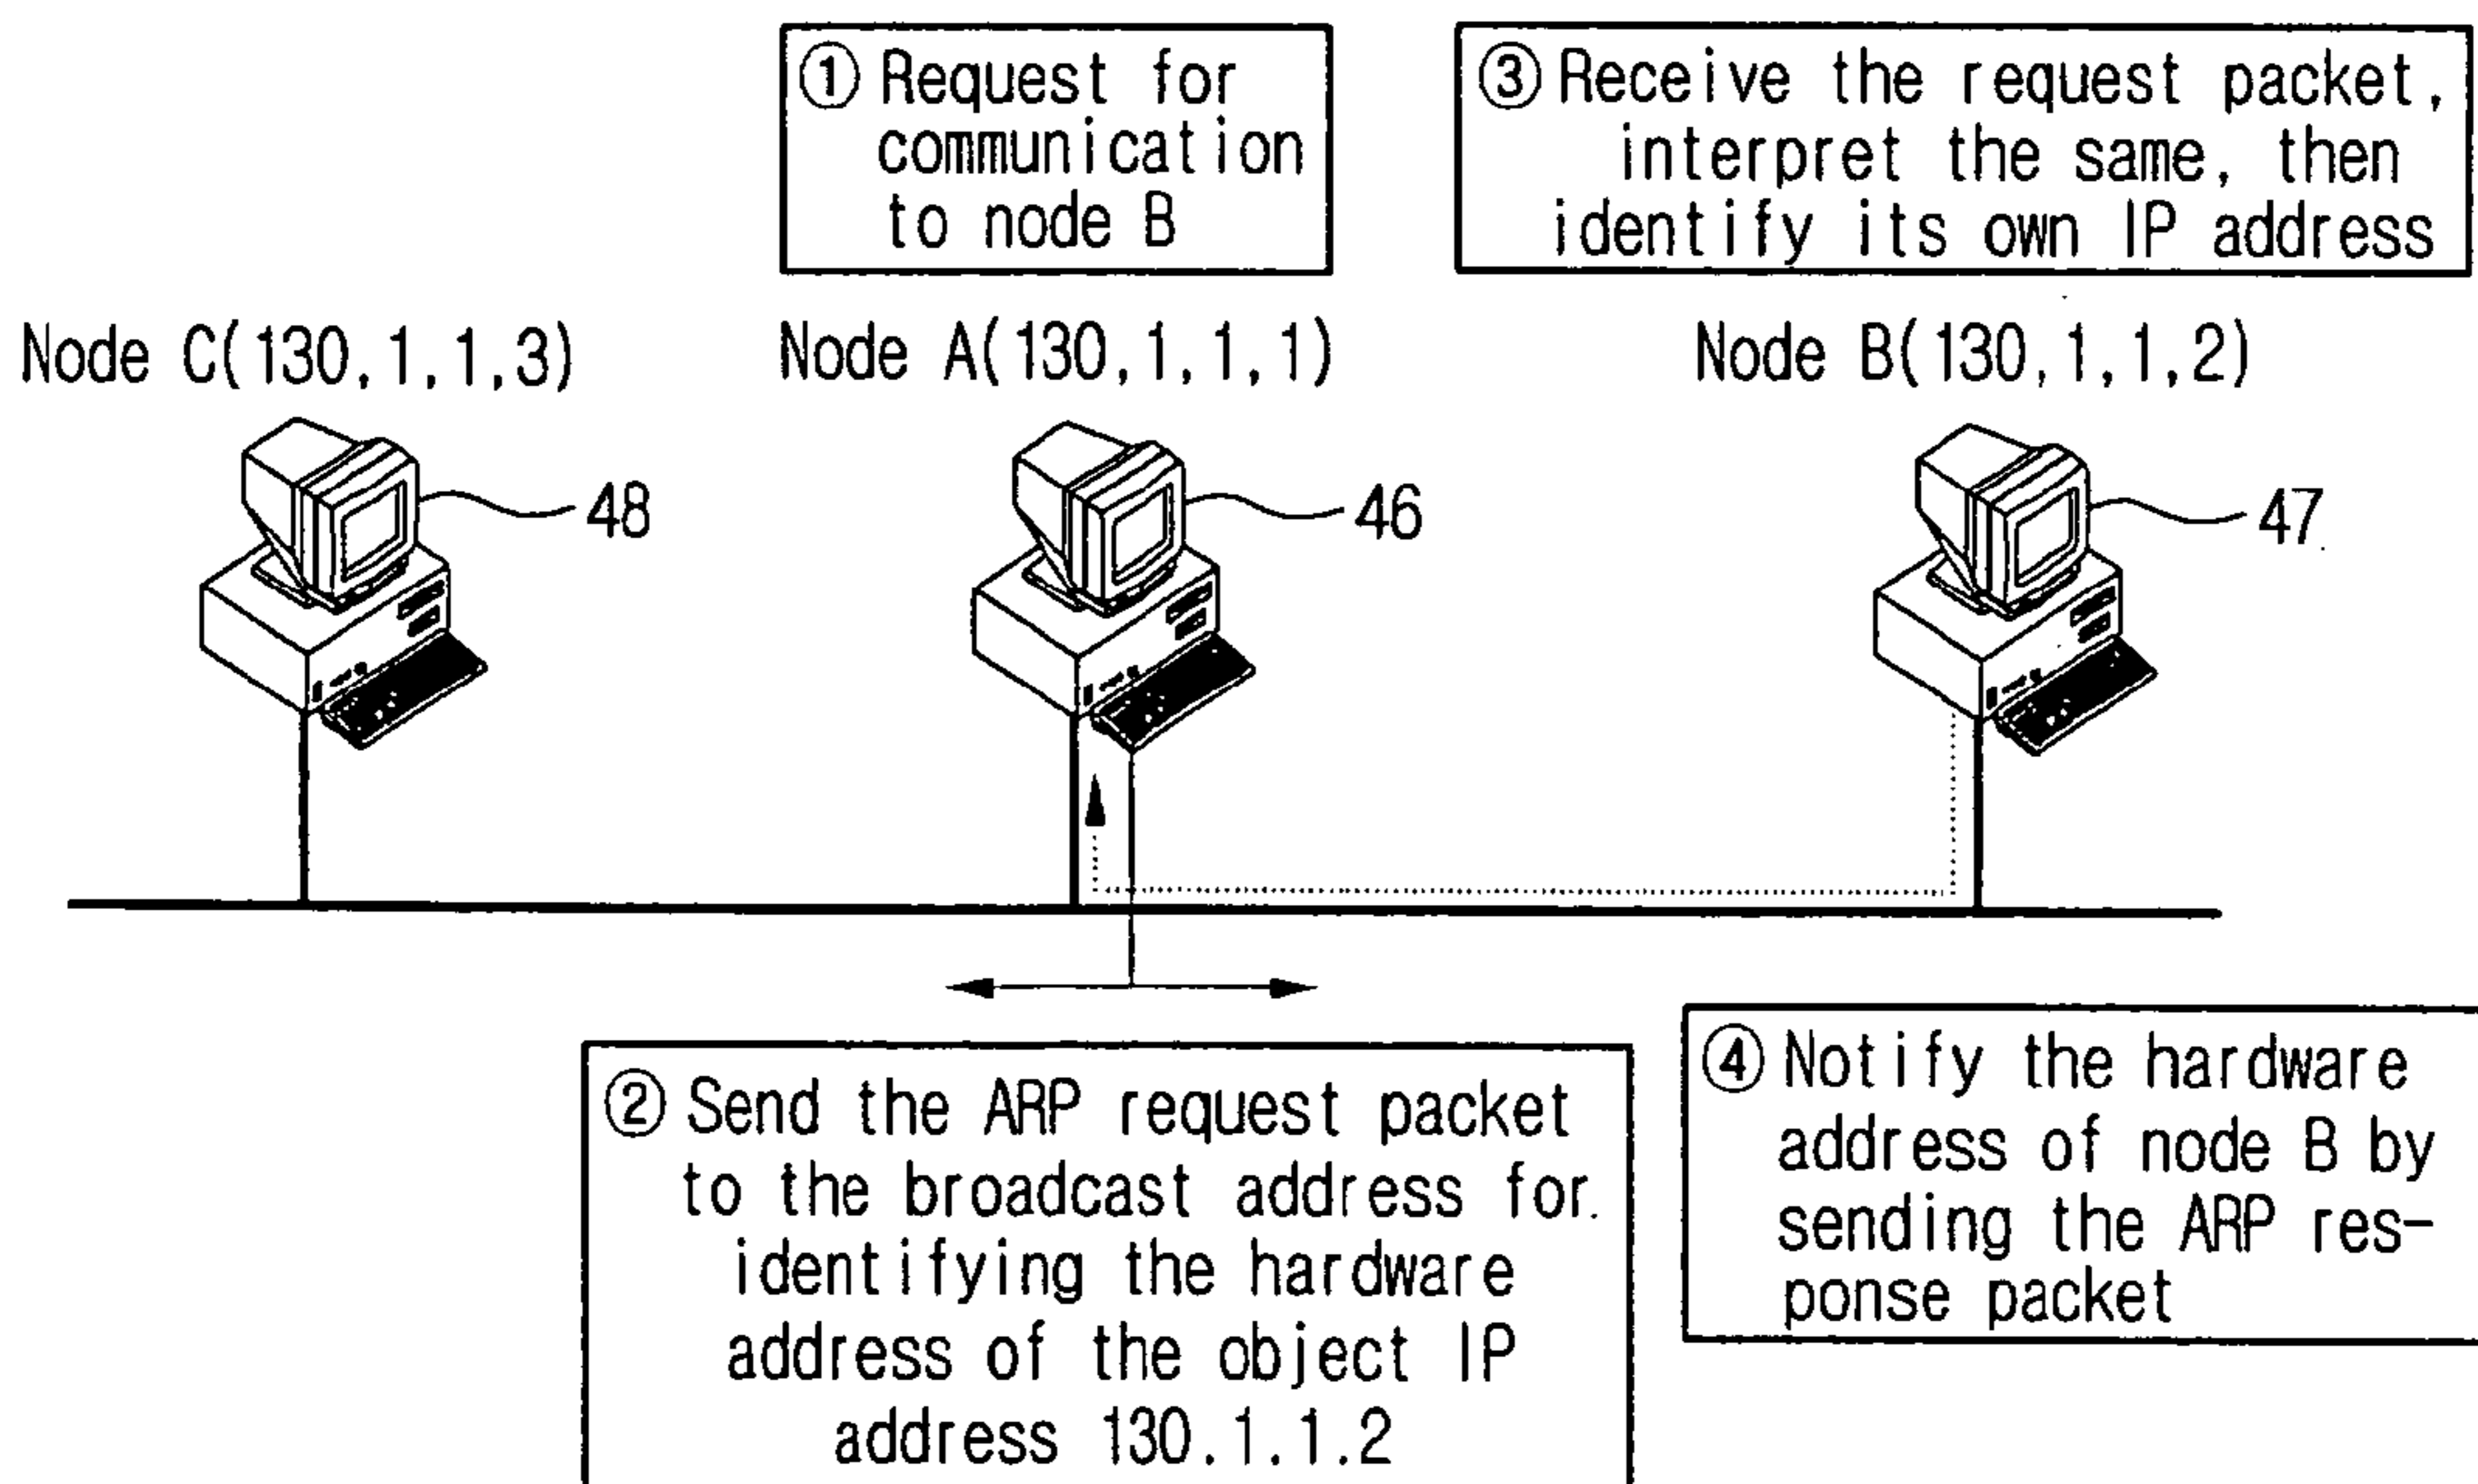 ① Request for
communication
to node B
③ Receive the request packet,
interpret the same, then
identify its own IP address
Node C(130,1,1,3)
Node A(130,1,1,1)
Node B(130,1,1,2)
48
46
47
② Send the ARP request packet
to the broadcast address for
identifying the hardware
address of the object IP
address 130.1.1.2
④ Notify the hardware
address of node B by
sending the ARP res-
ponse packet